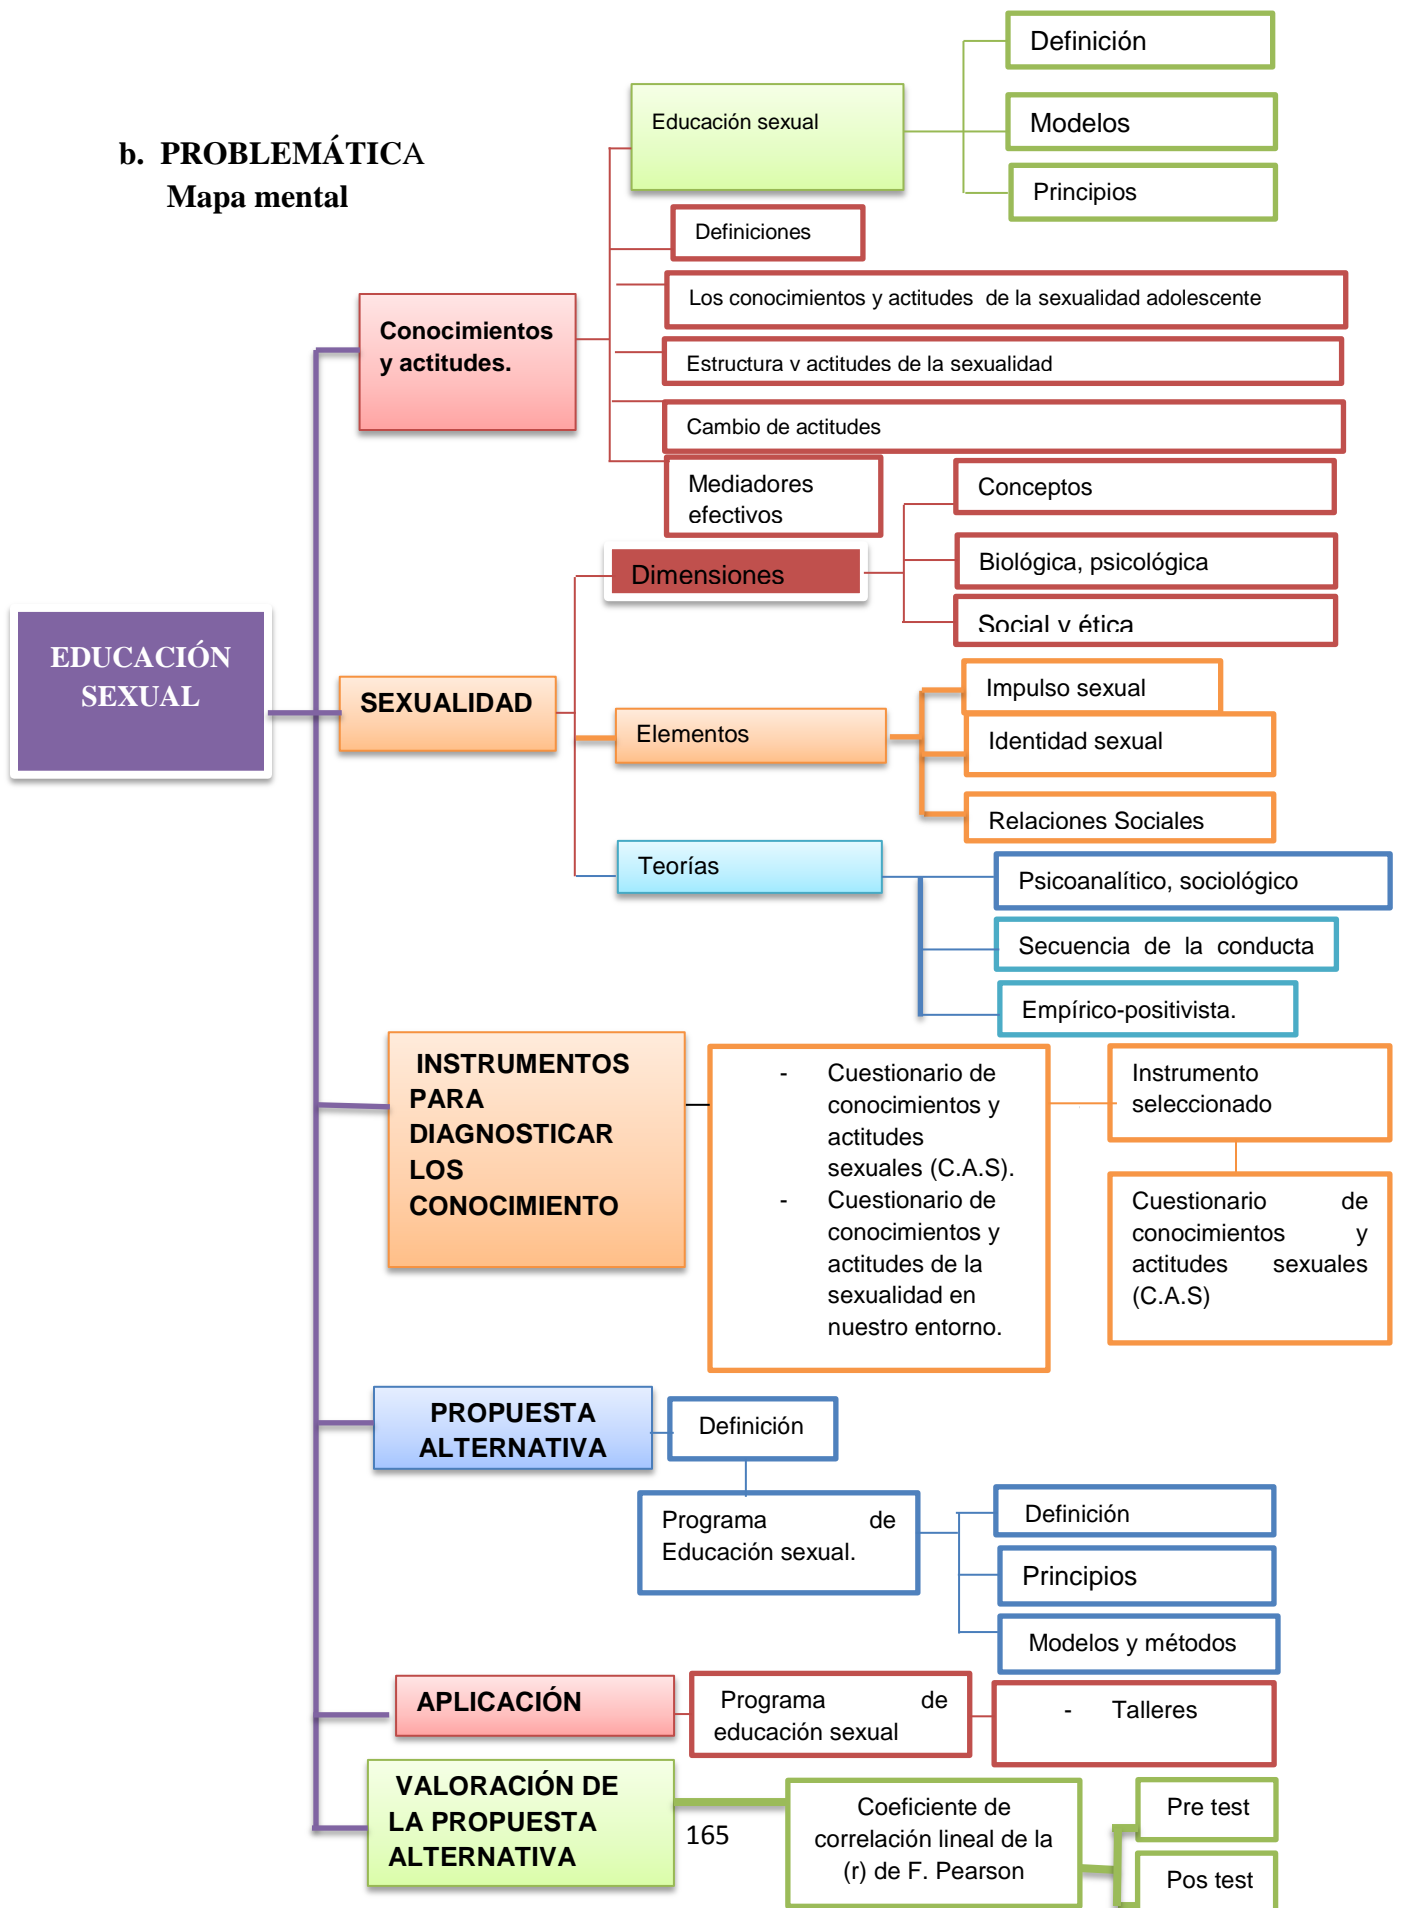 b. PROBLEMÁTICA
Mapa mental
EDUCACIÓN
SEXUAL
Conocimientos
y actitudes.
Educación sexual
Definición
Modelos
Principios
Definiciones
Los conocimientos y actitudes de la sexualidad adolescente
Estructura y actitudes de la sexualidad
Cambio de actitudes
Mediadores
efectivos
SEXUALIDAD
Dimensiones
Conceptos
Biológica, psicológica
Social y ética
Elementos
Impulso sexual
Identidad sexual
Relaciones Sociales
Teorías
Psicoanalítico, sociológico
Secuencia de la conducta
Empírico-positivista.
INSTRUMENTOS
PARA
DIAGNOSTICAR
LOS
CONOCIMIENTO
- Cuestionario de
conocimientos y
actitudes
sexuales (C.A.S).
- Cuestionario de
conocimientos y
actitudes de la
sexualidad en
nuestro entorno.
Instrumento
seleccionado
Cuestionario de
conocimientos y
actitudes sexuales
(C.A.S)
PROPUESTA
ALTERNATIVA
Definición
Programa de
Educación sexual.
Definición
Principios
Modelos y métodos
APLICACIÓN
Programa de
educación sexual
- Talleres
VALORACIÓN DE
LA PROPUESTA
ALTERNATIVA
Coeficiente de
correlación lineal de la
(r) de F. Pearson
Pre test
Pos test
165